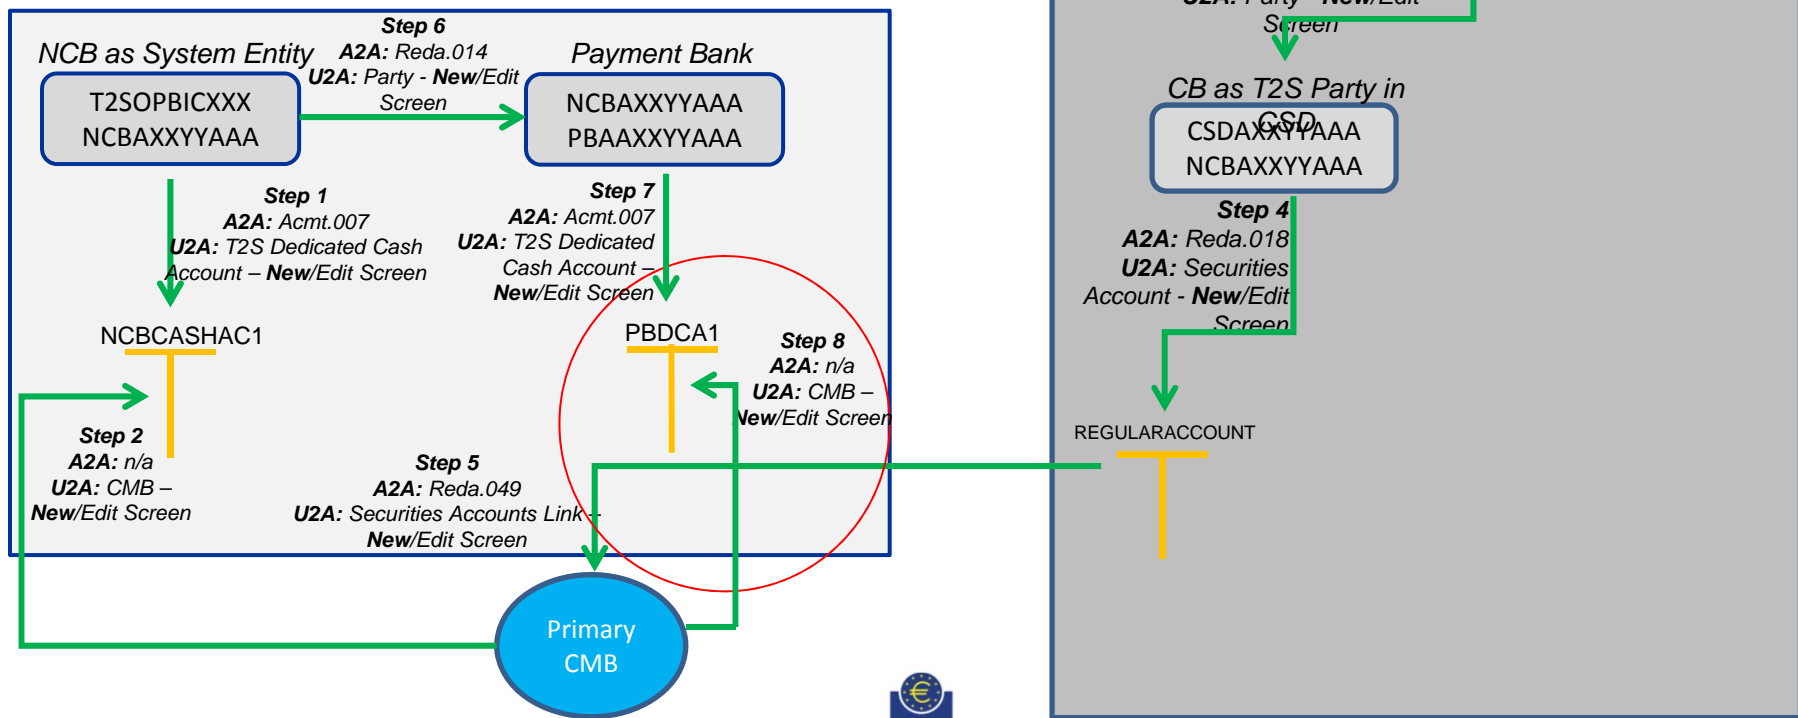 NCB as System Entity
T2SOPBICXXX
NCBAXXYYAAA
Step 6
A2A: Reda.014
U2A: Party - New/Edit
Screen
Payment Bank
NCBAXXYYAAA
PBAAXXYYAAA
Step 1
A2A: Acmt.007
U2A: T2S Dedicated Cash
Account – New/Edit Screen
Step 7
A2A: Acmt.007
U2A: T2S Dedicated
Cash Account –
New/Edit Screen
NCBCASHAC1
PBDCA1
Step 8
A2A: n/a
U2A: CMB –
New/Edit Screen
Step 2
A2A: n/a
U2A: CMB –
New/Edit Screen
Step 5
A2A: Reda.049
U2A: Securities Accounts Link –
New/Edit Screen
Primary
CMB
U2A: Party - New/Edit
Screen
CB as T2S Party in
CSD
CSDAXXYYAAA
NCBAXXYYAAA
Step 4
A2A: Reda.018
U2A: Securities
Account - New/Edit
Screen
REGULARACCOUNT